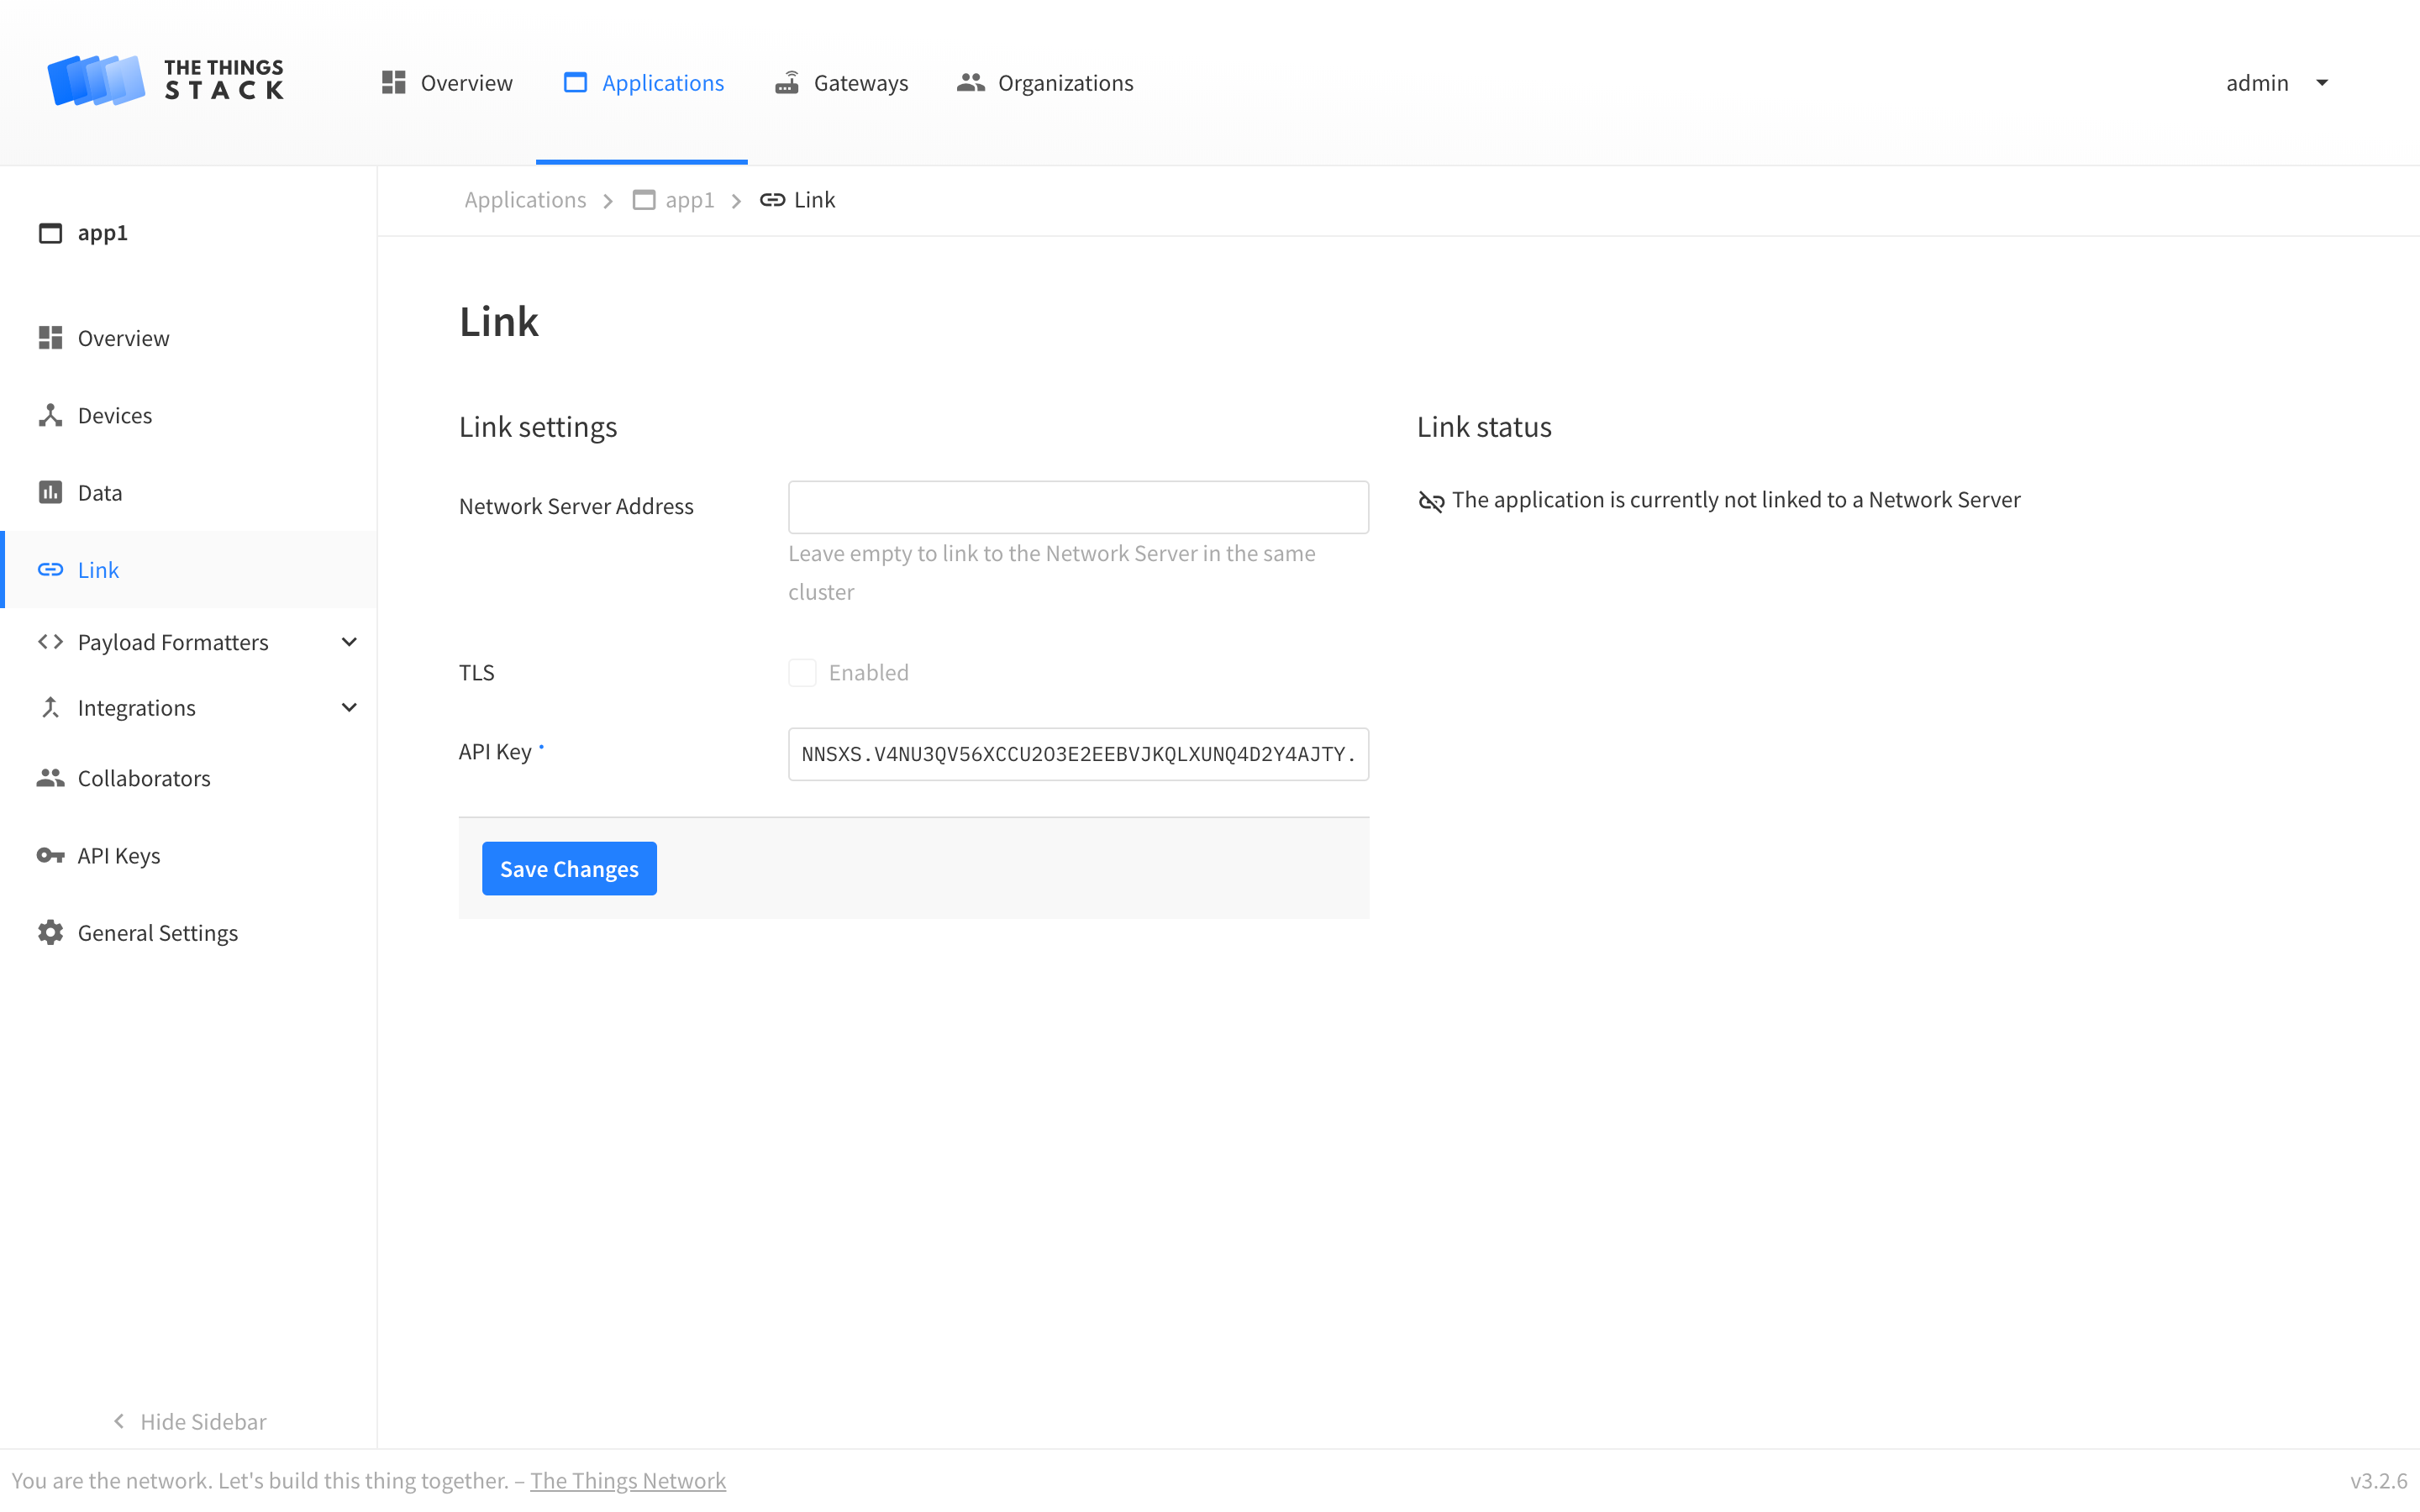 THE THINGS
STACK
Overview
Applications
Gateways
Organizations
admin
app1
Overview
Devices
Data
Link
Payload Formatters
Integrations
Collaborators
API Keys
General Settings
Hide Sidebar
Applications > app1 > Link
Link
Link settings
Network Server Address
Leave empty to link to the Network Server in the same
cluster
TLS
Enabled
API Key
NNSXS.V4NU3QV56XCCU2O3E2EEBVJKQLXUNQ4D2Y4AJTY.
Save Changes
Link status
The application is currently not linked to a Network Server
You are the network. Let's build this thing together. – The Things Network
v3.2.6